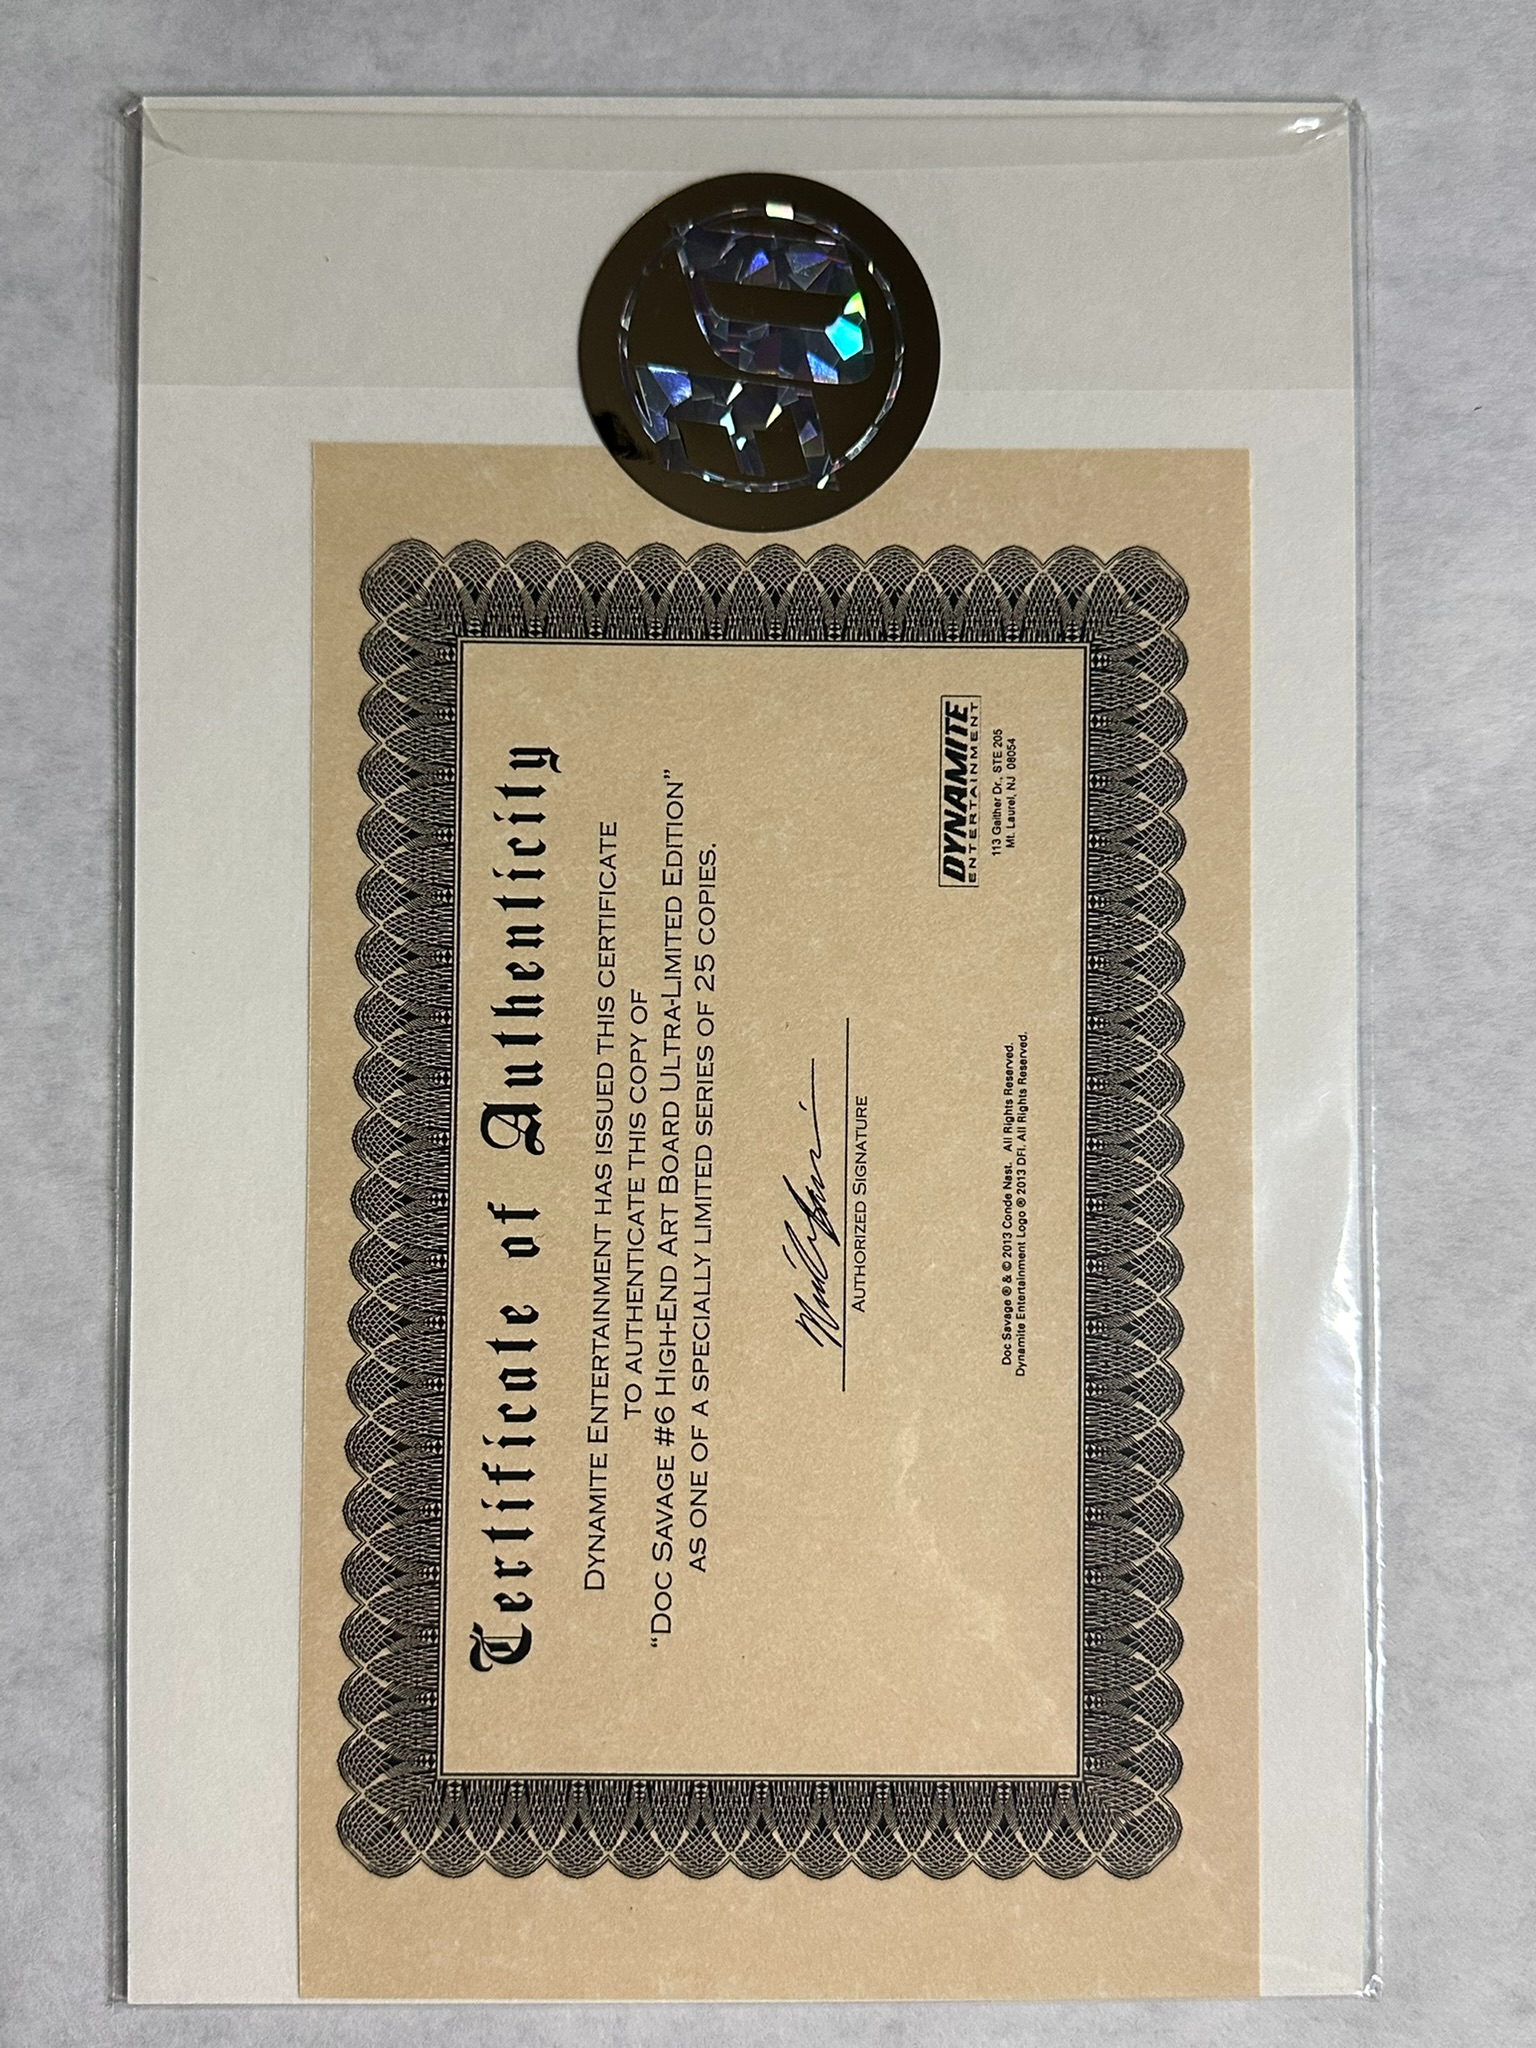 Certificate of Authenticity
DYNAMITE ENTERTAINMENT HAS ISSUED THIS CERTIFICATE
TO AUTHENTICATE THIS COPY OF
“DOC SAVAGE #6 HIGH-END ART BOARD ULTRA-LIMITED EDITION”
AS ONE OF A SPECIALLY LIMITED SERIES OF 25 COPIES.
AUTHORIZED SIGNATURE
DYNAMITE
ENTERTAINMENT
113 Gaither Dr., STE 205
Mt. Laurel, NJ 08054
Doc Savage ® & © 2013 Conde Nast. All Rights Reserved.
Dynamite Entertainment Logo ® 2013 DFI. All Rights Reserved.